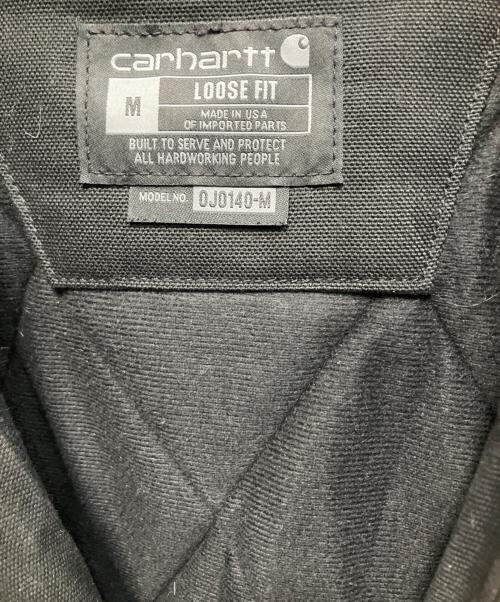 carhartt
M
LOOSE FIT
MADE IN USA
OF IMPORTED PARTS
BUILT TO SERVE AND PROTECT
ALL HARDWORKING PEOPLE
MODEL NO. OJ0140-M